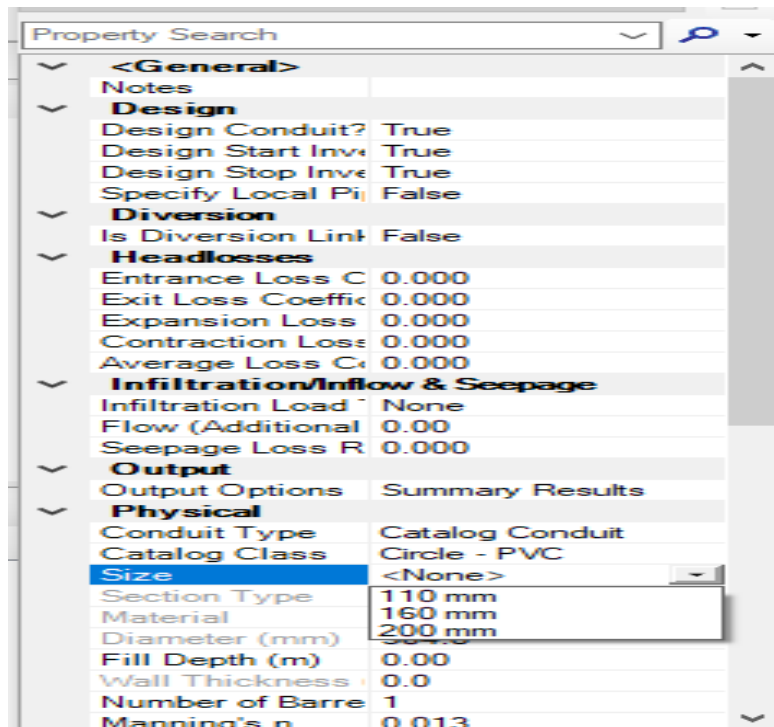 Property Search
<General>
Notes
Design
Design Conduit? True
Design Start Inve True
Design Stop Inve True
Specify Local Pi False
Diversion
Is Diversion Link False
Headlosses
Entrance Loss C 0.000
Exit Loss Coeffic 0.000
Expansion Loss 0.000
Contraction Loss 0.000
Average Loss Co 0.000
Infiltration/Inflow & Seepage
Infiltration Load None
Flow (Additional 0.00
Seepage Loss R 0.000
Output
Output Options Summary Results
Physical
Conduit Type Catalog Conduit
Catalog Class Circle - PVC
Size <None>
Section Type 110 mm
Material 160 mm
Diameter (mm) 200 mm
Fill Depth (m) 0.00
Wall Thickness 0.0
Number of Barre 1
Manning's n 0.013